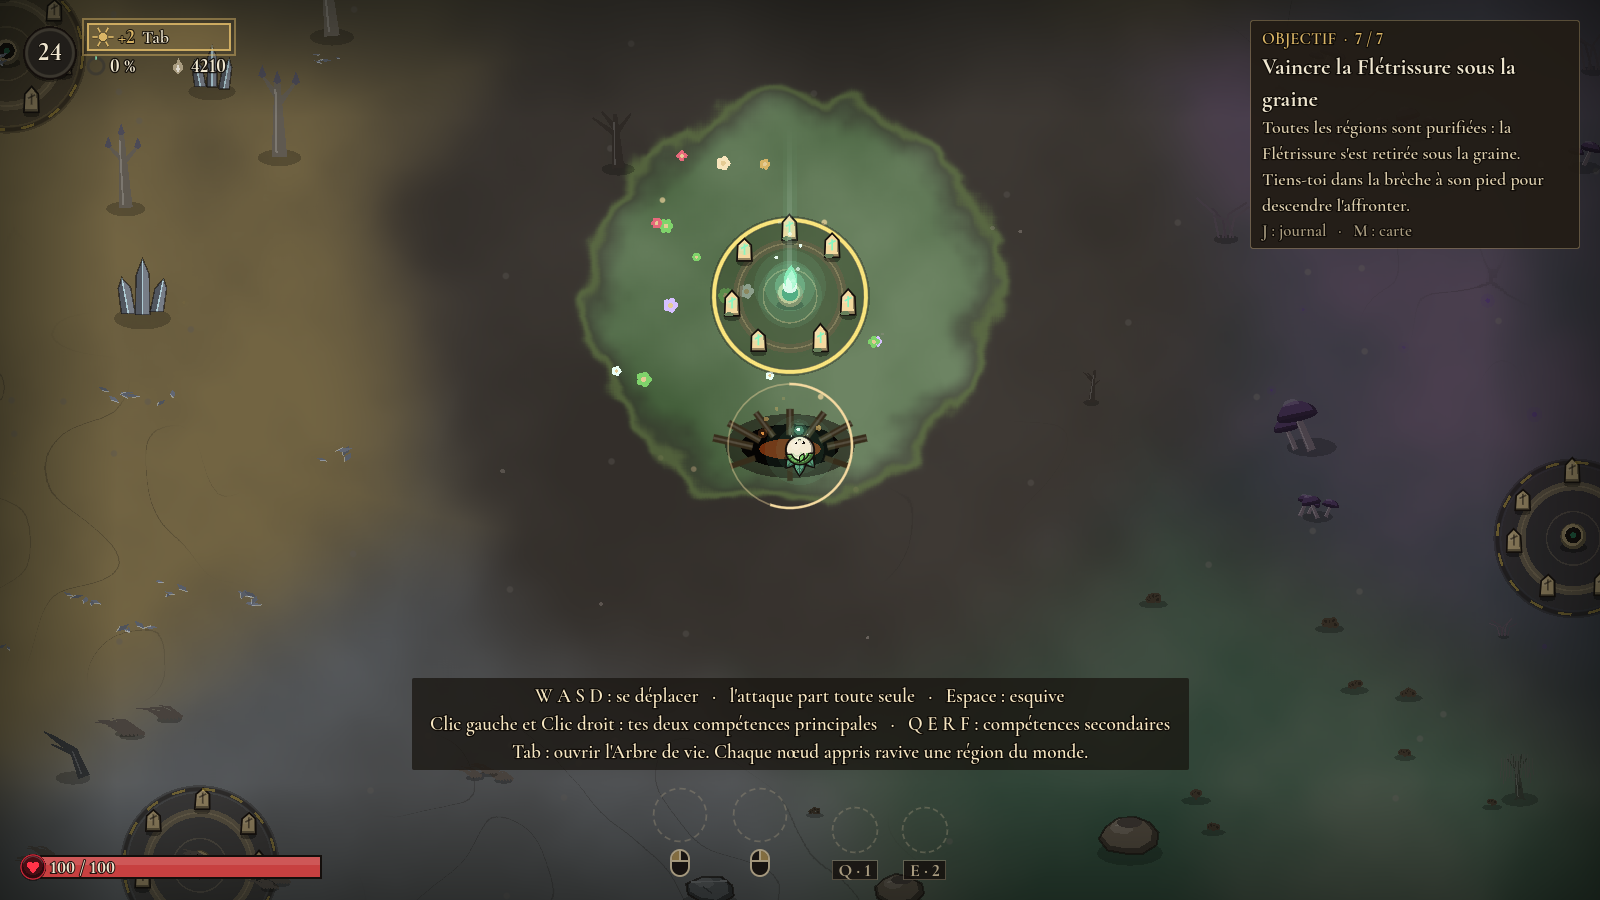 24
+2 Tab
0 %
4210
OBJECTIF · 7 / 7
Vaincre la Flétrissure sous la
graine
Toutes les régions sont purifiées : la
Flétrissure s'est retirée sous la graine.
Tiens-toi dans la brèche à son pied pour
descendre l'affronter.
J : journal · M : carte
W A S D : se déplacer · l'attaque part toute seule · Espace : esquive
Clic gauche et Clic droit : tes deux compétences principales · Q E R F : compétences secondaires
Tab : ouvrir l'Arbre de vie. Chaque nœud appris ravive une région du monde.
100 / 100
Q · 1
E · 2